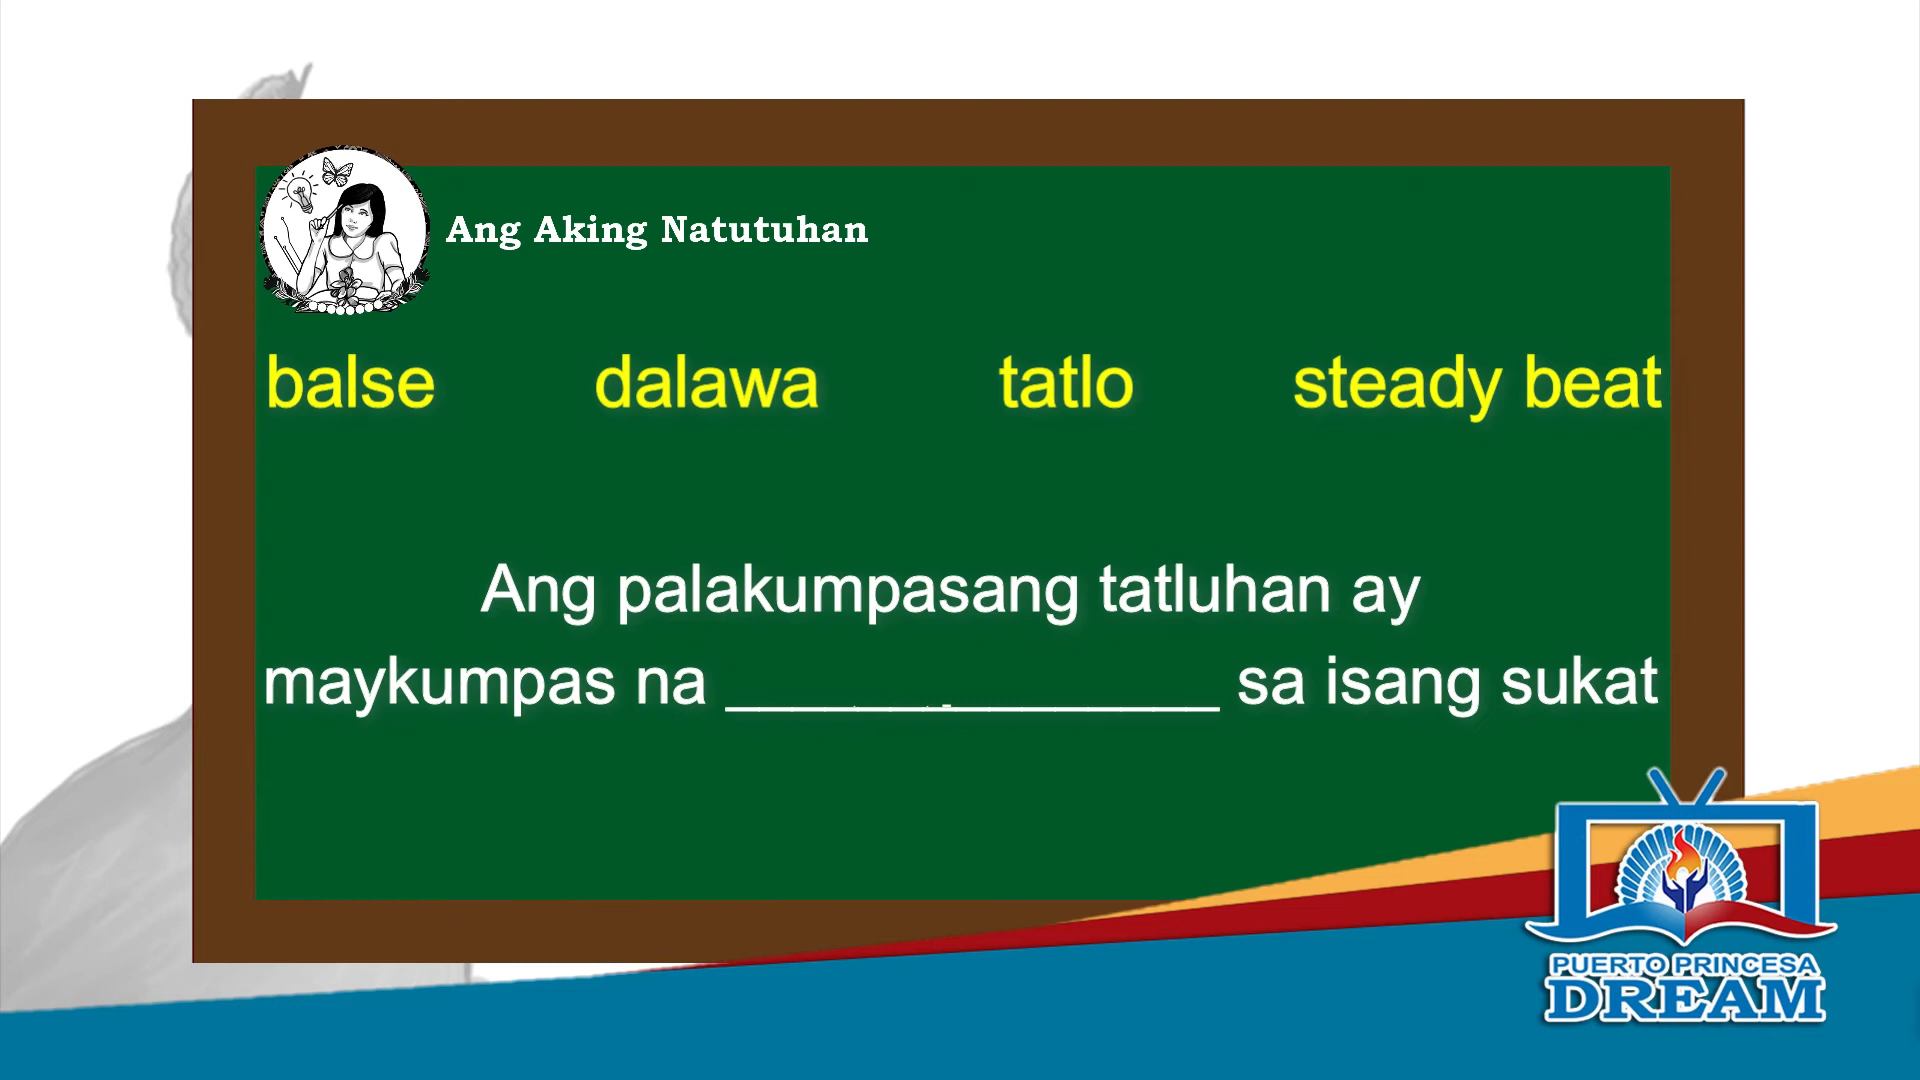 Ang Aking Natutuhan
balse dalawa tatlo steady beat
Ang palakumpasang tatluhan ay
maykumpas na _______________ sa isang sukat
PUERTO PRINCESA
DREAM